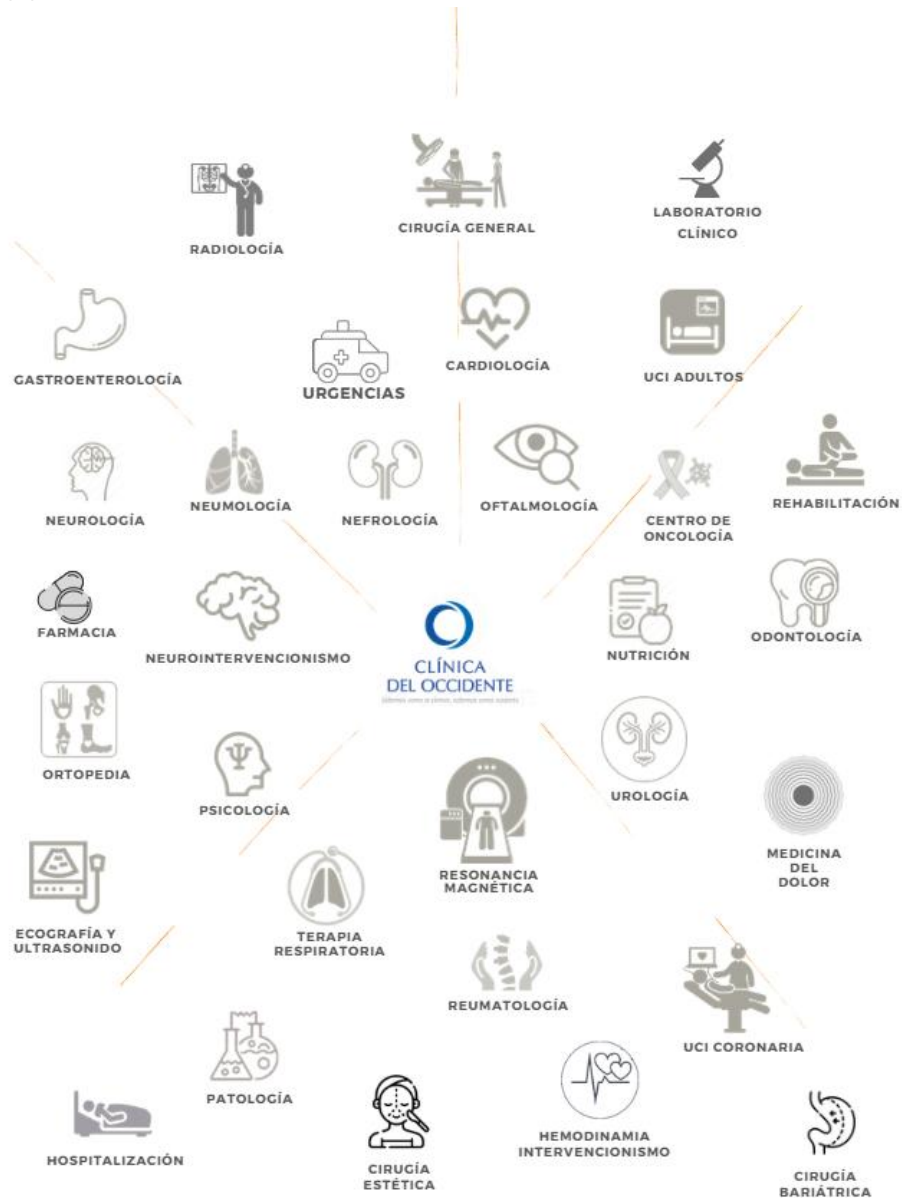 RADIOLOGÍA
CIRUGÍA GENERAL
LABORATORIO
CLÍNICO
GASTROENTEROLOGÍA
URGENCIAS
CARDIOLOGÍA
UCI ADULTOS
NEUROLOGÍA
NEUMOLOGÍA
NEFROLOGÍA
OFTALMOLOGÍA
CENTRO DE
ONCOLOGÍA
REHABILITACIÓN
FARMACIA
NEUROINTERVENCIONISMO
CLÍNICA
DEL OCCIDENTE
NUTRICIÓN
ODONTOLOGÍA
ORTOPEDIA
PSICOLOGÍA
RESONANCIA
MAGNÉTICA
UROLOGÍA
MEDICINA
DEL
DOLOR
ECOGRAFÍA Y
ULTRASONIDO
TERAPIA
RESPIRATORIA
REUMATOLOGÍA
UCI CORONARIA
PATOLOGÍA
HOSPITALIZACIÓN
CIRUGÍA
ESTÉTICA
HEMODINAMIA
INTERVENCIONISMO
CIRUGÍA
BARIÁTRICA